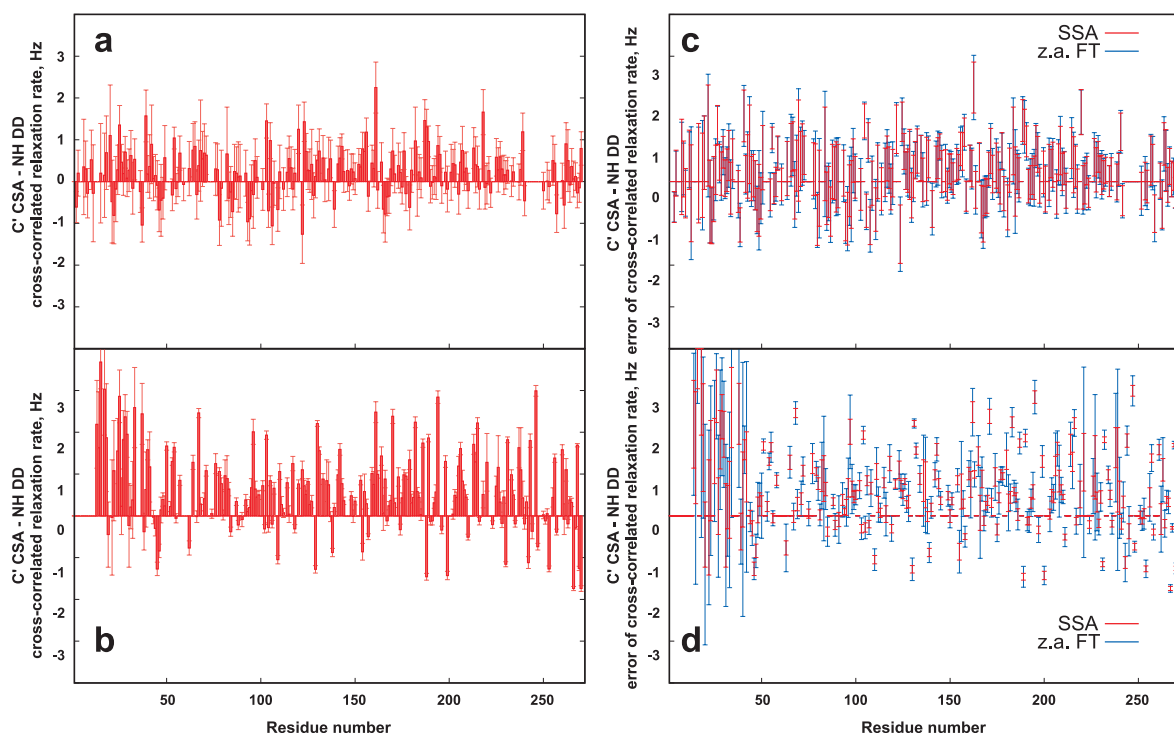 a
C' CSA - NH DD
cross-correlated relaxation rate, Hz
3
2
1
0
-1
-2
-3
b
C' CSA - NH DD
cross-correlated relaxation rate, Hz
3
2
1
0
-1
-2
-3
50 100 150 200 250
Residue number
c
SSA
z.a. FT
C' CSA - NH DD
error of cross-correlated relaxation rate, Hz
3
2
1
0
-1
-2
-3
d
SSA
z.a. FT
C' CSA - NH DD
error of cross-correlated relaxation rate, Hz
3
2
1
0
-1
-2
-3
50 100 150 200 250
Residue number